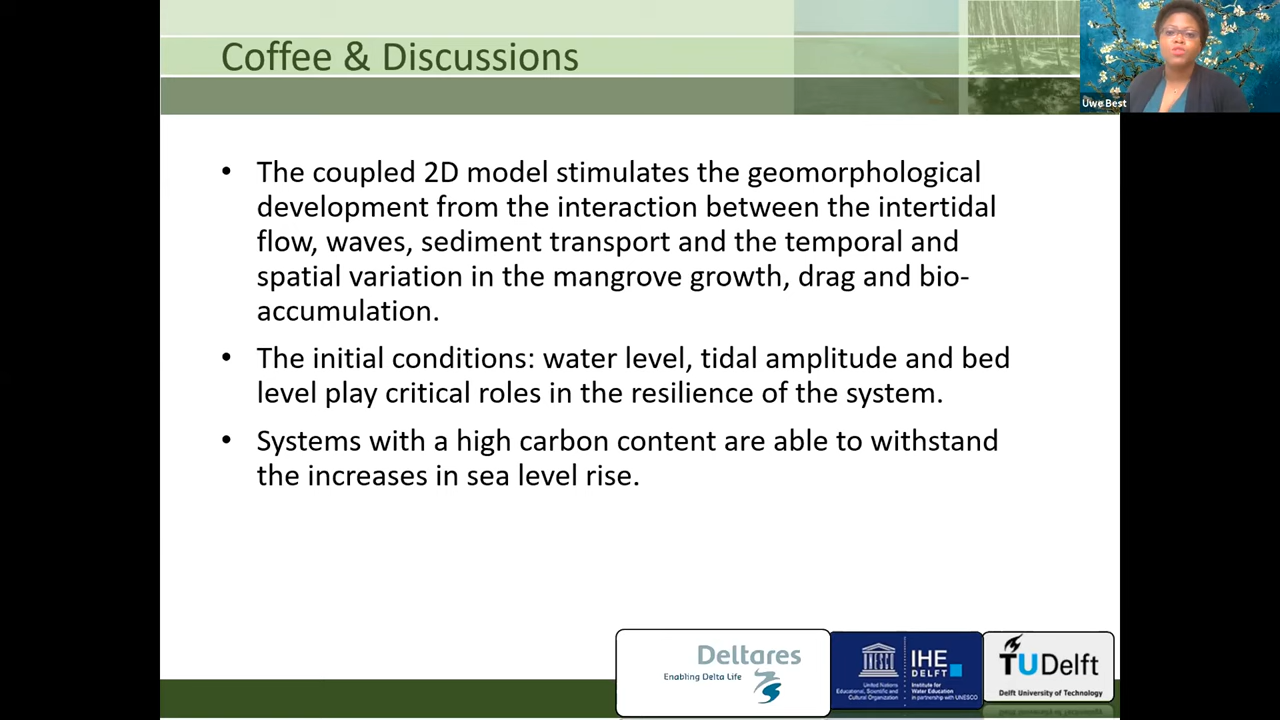 Coffee & Discussions
Uwe Best
• The coupled 2D model stimulates the geomorphological
development from the interaction between the intertidal
flow, waves, sediment transport and the temporal and
spatial variation in the mangrove growth, drag and bio-
accumulation.
• The initial conditions: water level, tidal amplitude and bed
level play critical roles in the resilience of the system.
• Systems with a high carbon content are able to withstand
the increases in sea level rise.
Deltares
Enabling Delta Life
United Nations
Educational, Scientific and
Cultural Organization
IHE
DELFT
Institute for
Water Education
in partnership with UNESCO
TUDelft
Delft University of Technology